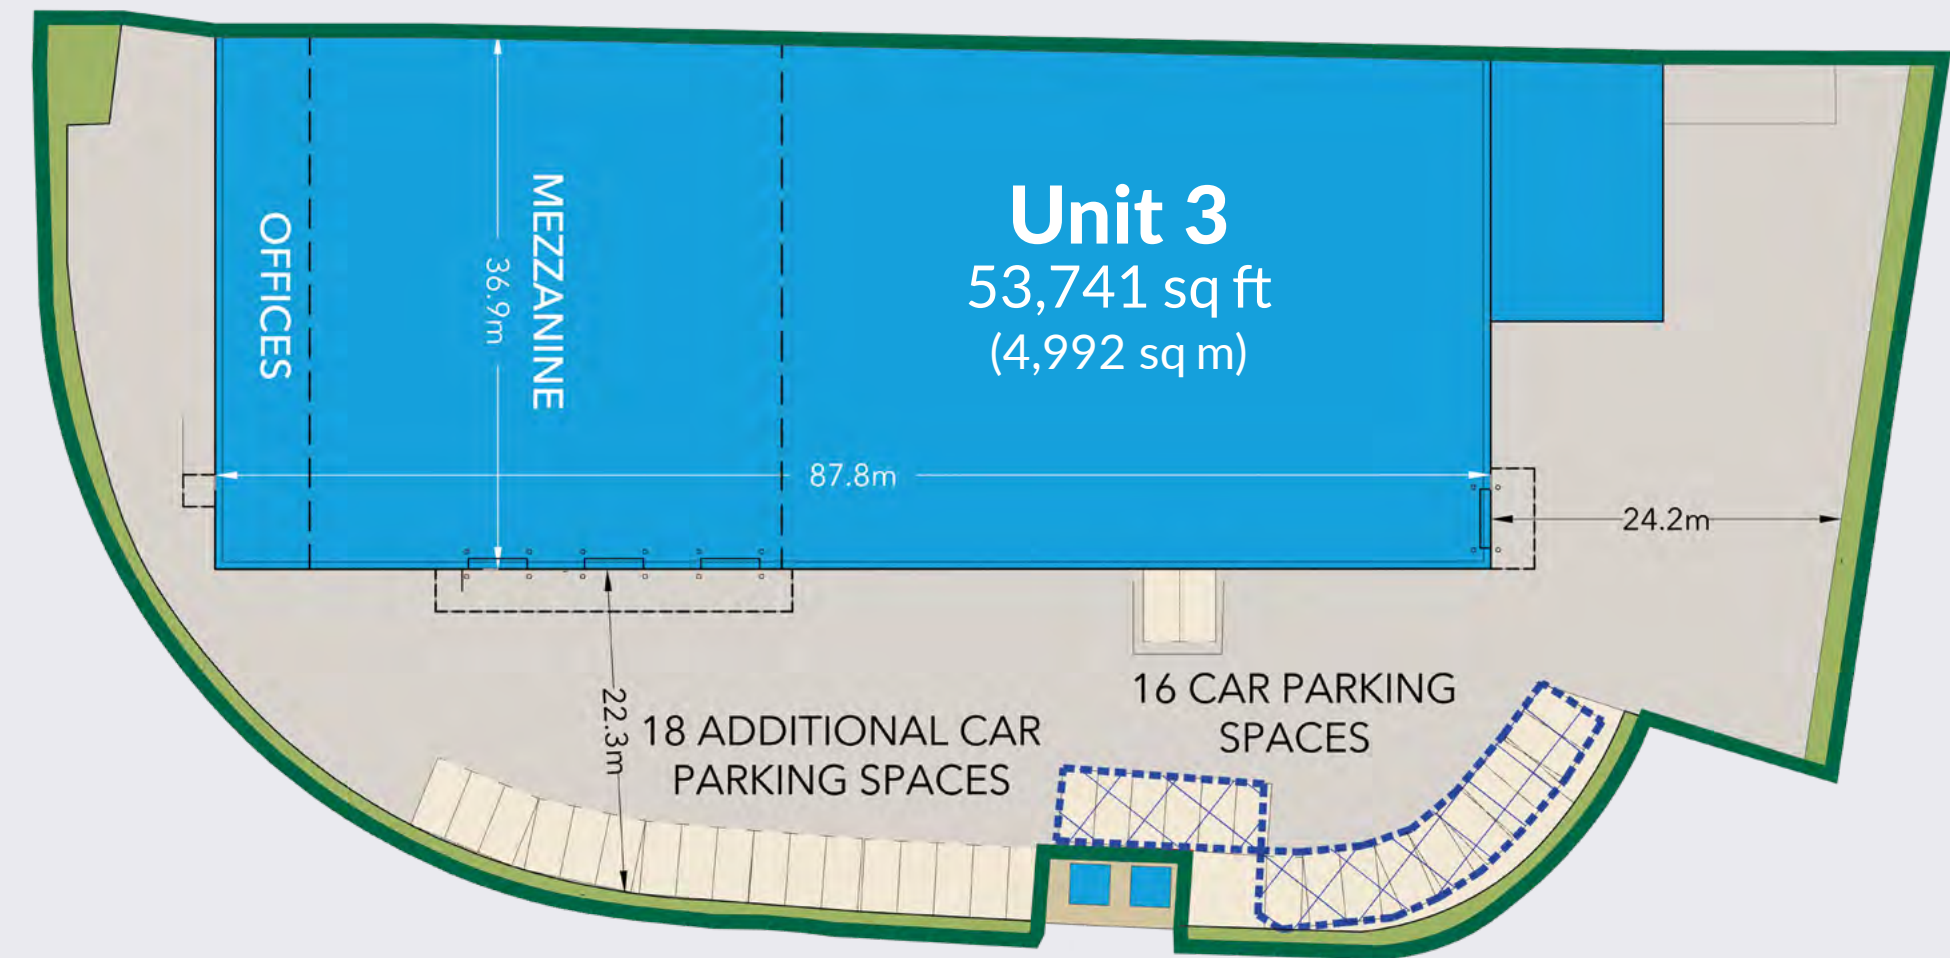 OFFICES
MEZZANINE
36.9m
Unit 3
53,741 sq ft
(4,992 sq m)
87.8m
24.2m
22.3m
18 ADDITIONAL CAR
PARKING SPACES
16 CAR PARKING
SPACES